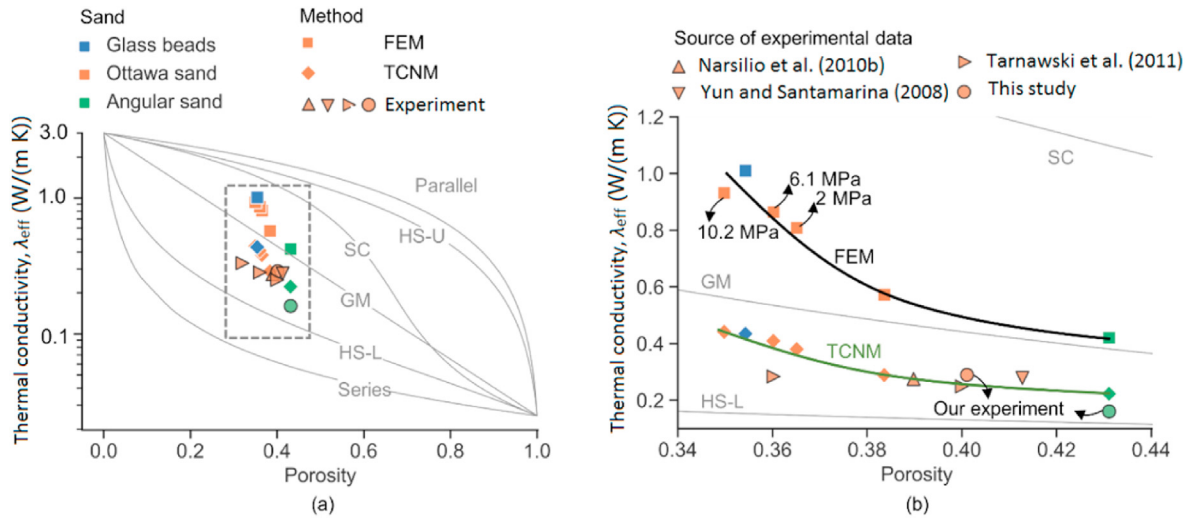 (a)
Sand
Glass beads
Ottawa sand
Angular sand
Method
FEM
TCNM
Experiment
Thermal conductivity, λeff (W/(m K))
3.0
1.0
0.1
Parallel
HS-U
SC
GM
HS-L
Series
0.0 0.2 0.4 0.6 0.8 1.0
Porosity
(a)
(b)
Source of experimental data
Narsilio et al. (2010b)
Tarnawski et al. (2011)
Yun and Santamarina (2008)
This study
Thermal conductivity, λeff (W/(m K))
1.2
1.0
0.8
0.6
0.4
0.2
SC
6.1 MPa
2 MPa
10.2 MPa
FEM
GM
TCNM
Our experiment
HS-L
0.34 0.36 0.38 0.40 0.42 0.44
Porosity
(b)